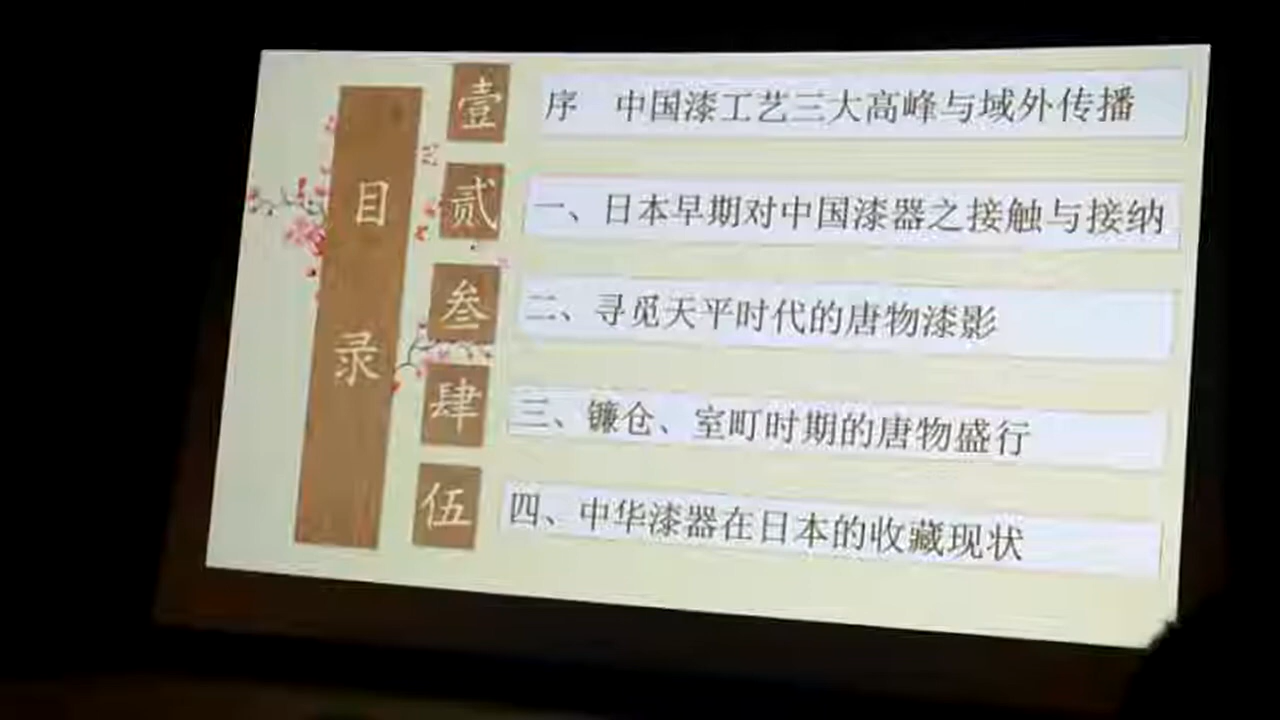 目录
壹 序 中国漆工艺三大高峰与域外传播
贰 一、日本早期对中国漆器之接触与接纳
叁 二、寻觅天平时代的唐物漆影
肆 三、镰仓、室町时期的唐物盛行
伍 四、中华漆器在日本的收藏现状